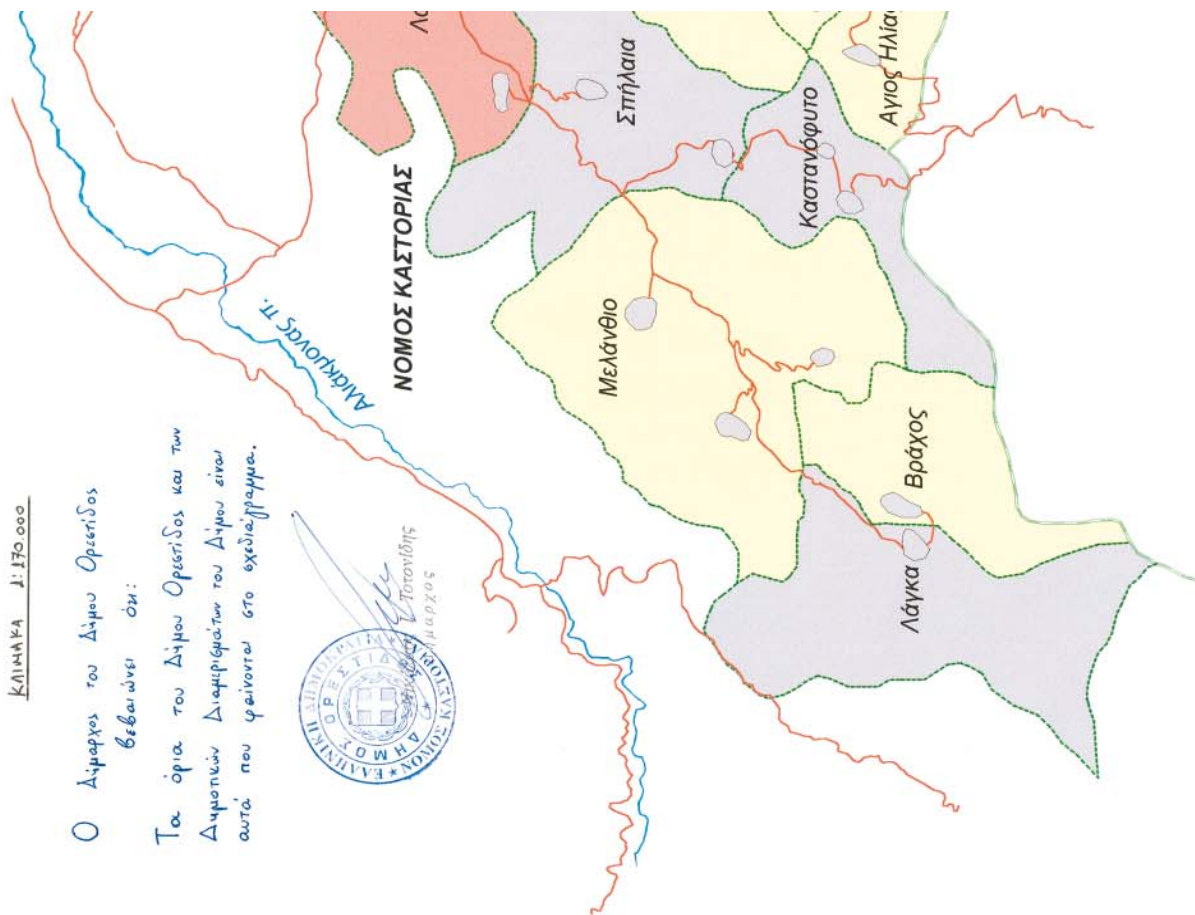 ΚΛΙΜΑΚΑ 1:170.000
Ο Δήμαρχος του Δήμου Ορεστίδος
βεβαιώνει ότι:
Τα όρια του Δήμου Ορεστίδος και των
Δημοτικών Διαμερισμάτων του Δήμου είναι
αυτά που φαίνονται στο σχεδιάγραμμα.
Τοτονίδης
ΕΛΛΗΝΙΚΗ ΔΗΜΟΚΡΑΤΙΑ
ΝΟΜΟΣ ΚΑΣΤΟΡΙΑΣ
ΔΗΜΟΣ
Αλιάκμονας π.
ΝΟΜΟΣ ΚΑΣΤΟΡΙΑΣ
Σπήλαια
Άγιος Ηλίας
Καστανόφυτο
Μελάνθιο
Βράχος
Λάγκα